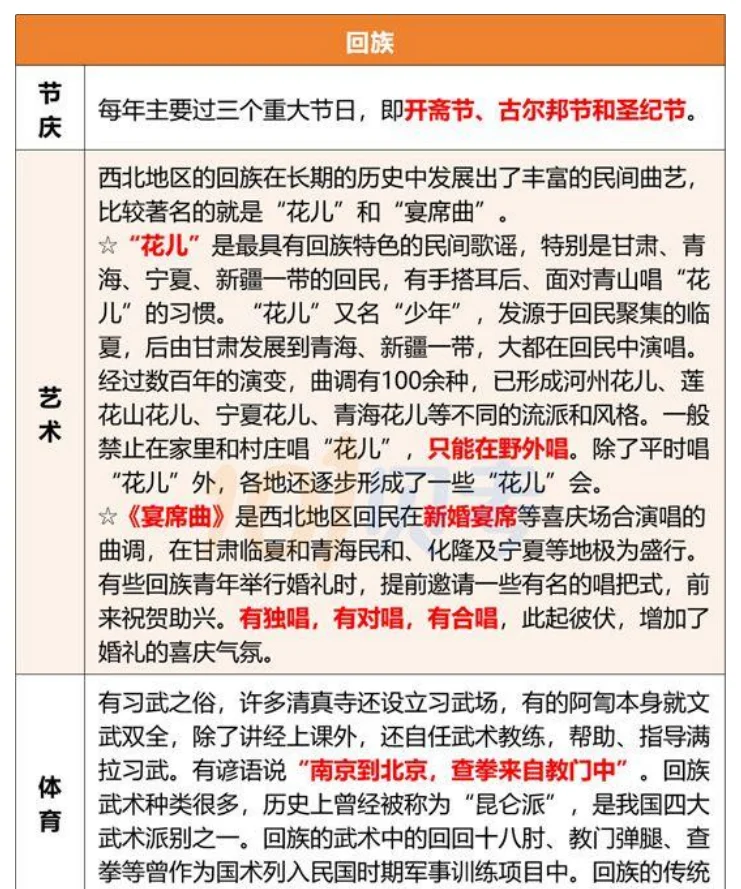 回族
节庆
每年主要过三个重大节日，即开斋节、古尔邦节和圣纪节。
艺术
西北地区的回族在长期的历史中发展出了丰富的民间曲艺，
比较著名的就是“花儿”和“宴席曲”。
☆“花儿”是最具有回族特色的民间歌谣，特别是甘肃、青
海、宁夏、新疆一带的回民，有手搭耳后、面对青山唱“花
儿”的习惯。“花儿”又名“少年”，发源于回民聚集的临
夏，后由甘肃发展到青海、新疆一带，大都在回民中演唱。
经过数百年的演变，曲调有100余种，已形成河州花儿、莲
花山花儿、宁夏花儿、青海花儿等不同的流派和风格。一般
禁止在家里和村庄唱“花儿”，只能在野外唱。除了平时唱
“花儿”外，各地还逐步形成了一些“花儿”会。
☆《宴席曲》是西北地区回民在新婚宴席等喜庆场合演唱的
曲调，在甘肃临夏和青海民和、化隆及宁夏等地极为盛行。
有些回族青年举行婚礼时，提前邀请一些有名的唱把式，前
来祝贺助兴。有独唱，有对唱，有合唱，此起彼伏，增加了
婚礼的喜庆气氛。
体育
有习武之俗，许多清真寺还设立习武场，有的阿訇本身就文
武双全，除了讲经上课外，还自任武术教练，帮助、指导满
拉习武。有谚语说“南京到北京，查拳来自教门中”。回族
武术种类很多，历史上曾经被称为“昆仑派”，是我国四大
武术派别之一。回族的武术中的回回十八肘、教门弹腿、查
拳等曾作为国术列入民国时期军事训练项目中。回族的传统